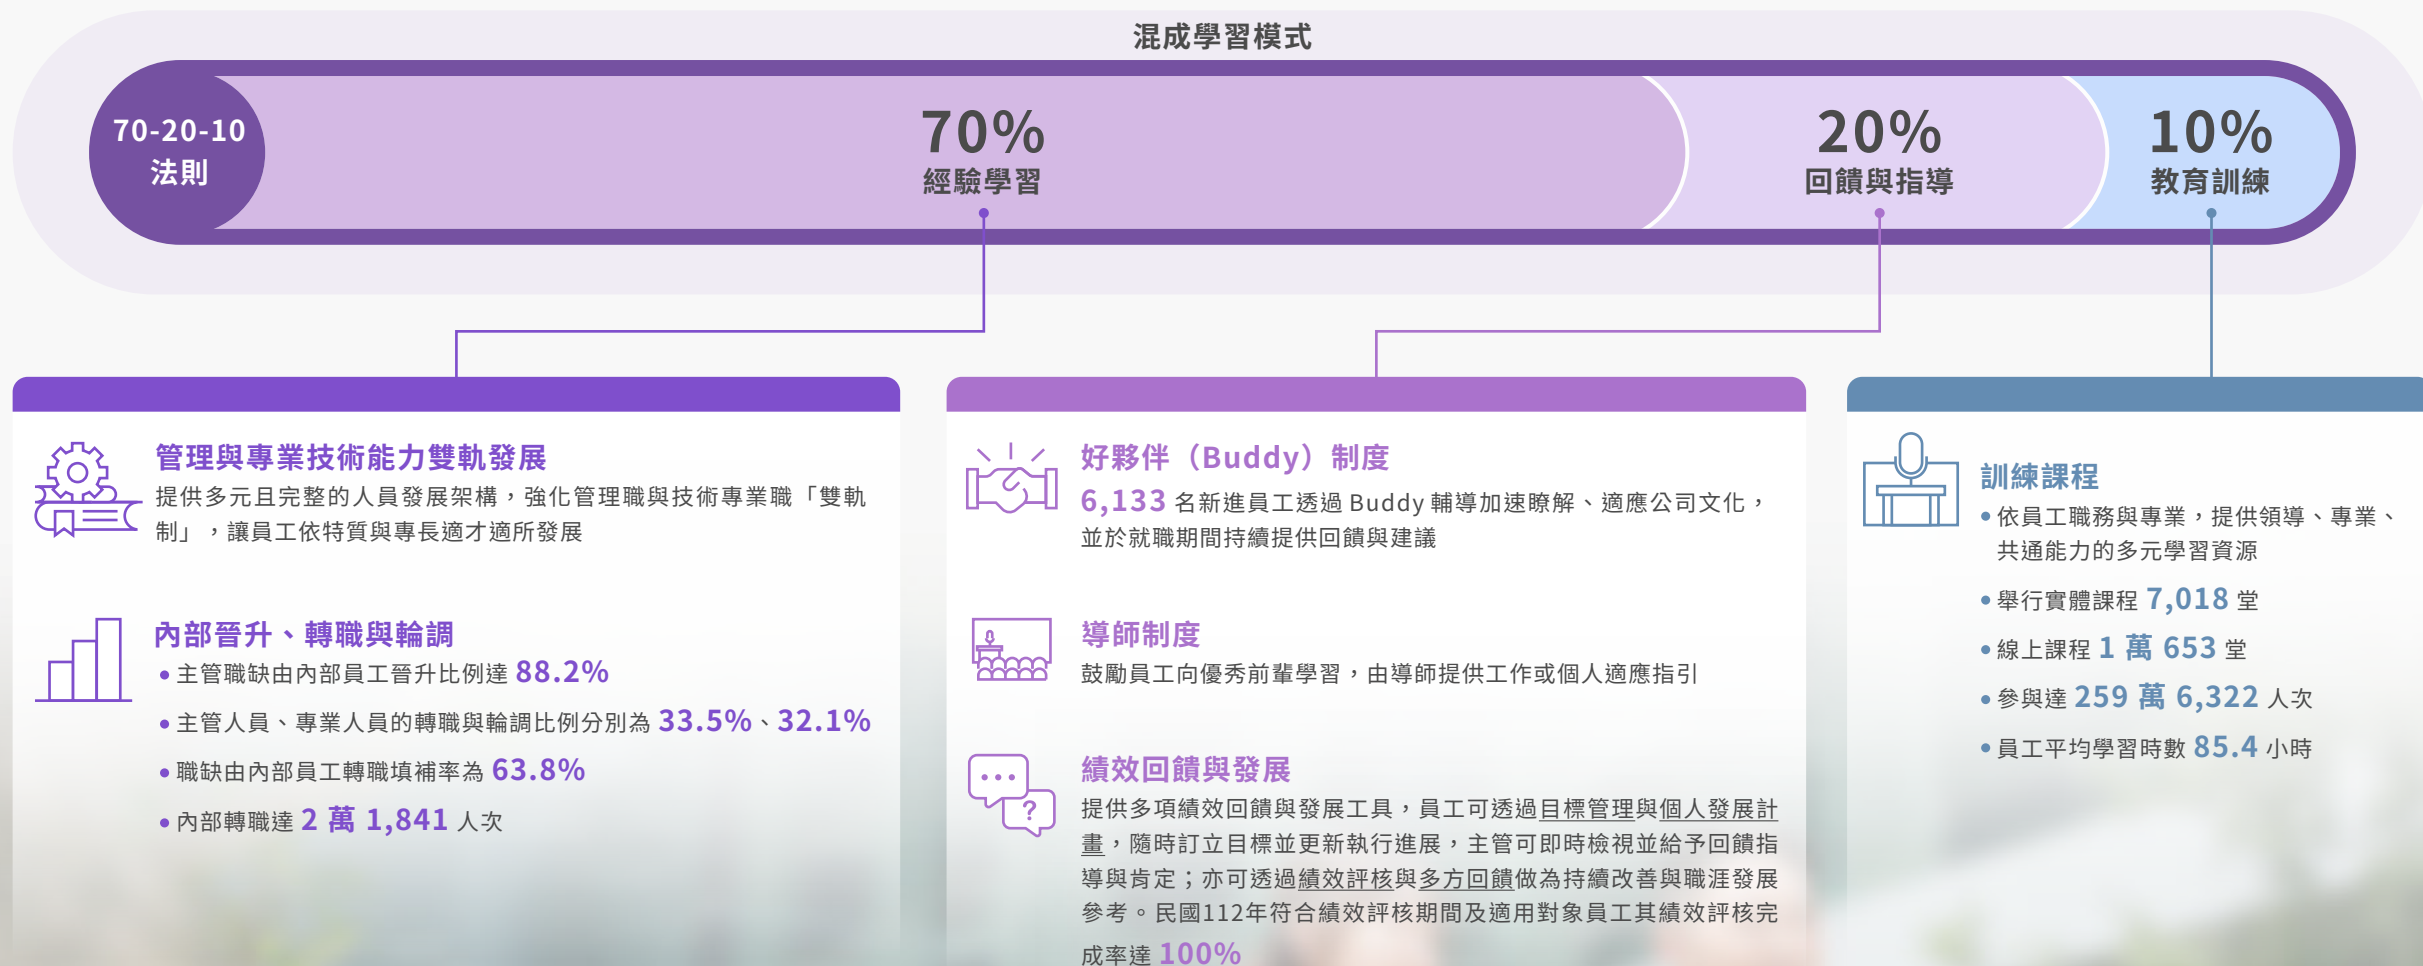 混成學習模式
70-20-10
法則
70%
經驗學習
20%
回饋與指導
10%
教育訓練
管理與專業技術能力雙軌發展
提供多元且完整的人員發展架構，強化管理職與技術專業職「雙軌
制」，讓員工依特質與專長適才適所發展
內部晉升、轉職與輪調
•主管職缺由內部員工晉升比例達 88.2%
•主管人員、專業人員的轉職與輪調比例分別為 33.5%、32.1%
•職缺由內部員工轉職填補率為 63.8%
•內部轉職達 2 萬 1,841 人次
好夥伴（Buddy）制度
6,133 名新進員工透過 Buddy 輔導加速瞭解、適應公司文化，
並於就職期間持續提供回饋與建議
導師制度
鼓勵員工向優秀前輩學習，由導師提供工作或個人適應指引
績效回饋與發展
提供多項績效回饋與發展工具，員工可透過目標管理與個人發展計
畫，隨時訂立目標並更新執行進展，主管可即時檢視並給予回饋指
導與肯定；亦可透過績效評核與多方回饋做為持續改善與職涯發展
參考。民國112年符合績效評核期間及適用對象員工其績效評核完
成率達 100%
訓練課程
•依員工職務與專業，提供領導、專業、
共通能力的多元學習資源
•舉行實體課程 7,018 堂
•線上課程 1 萬 653 堂
•參與達 259 萬 6,322 人次
•員工平均學習時數 85.4 小時